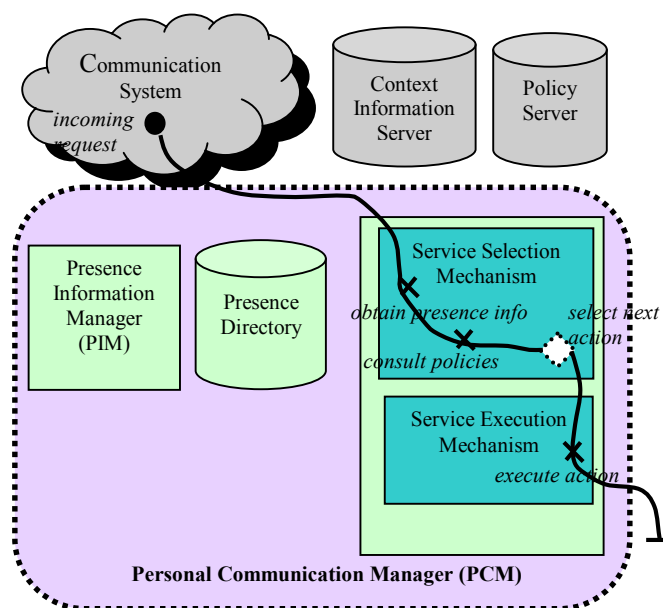 Communication
System
incoming
request
Context
Information
Server
Policy
Server
Presence
Information
Manager
(PIM)
Presence
Directory
Service Selection
Mechanism
obtain presence info
select next
action
consult policies
Service Execution
Mechanism
execute action
Personal Communication Manager (PCM)